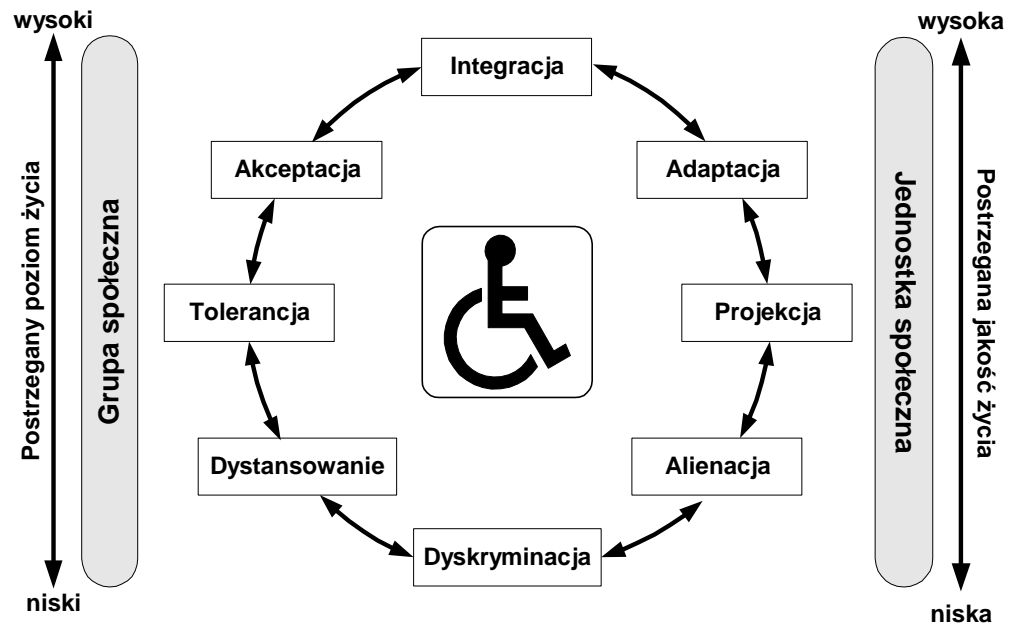 wysoki
wysoka
Integracja
Akceptacja
Adaptacja
Postrzegany poziom życia
Grupa społeczna
Jednostka społeczna
Postrzegana jakość życia
Tolerancja
Projekcja
Dystansowanie
Alienacja
Dyskryminacja
niski
niska